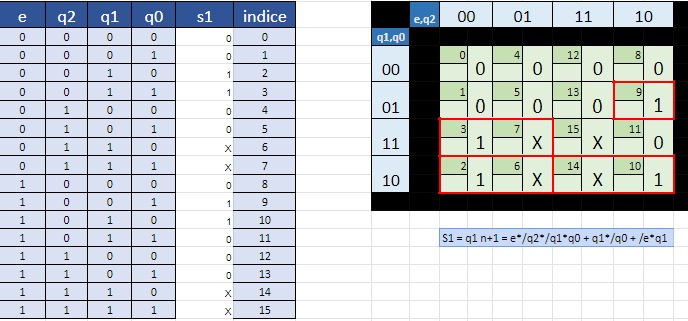 e q2 q1 q0 s1 indice
0 0 0 0 0 0
0 0 0 1 0 1
0 0 1 0 1 2
0 0 1 1 1 3
0 1 0 0 0 4
0 1 0 1 0 5
0 1 1 0 X 6
0 1 1 1 X 7
1 0 0 0 0 8
1 0 0 1 1 9
1 0 1 0 1 10
1 0 1 1 0 11
1 1 0 0 0 12
1 1 0 1 0 13
1 1 1 0 X 14
1 1 1 1 X 15
e,q2 00 01 11 10
q1,q0
00 0 0 4 0 12 0 8 0
01 1 0 5 0 13 0 9 1
11 3 1 7 X 15 X 11 0
10 2 1 6 X 14 X 10 1
S1 = q1 n+1 = e*/q2*/q1*q0 + q1*/q0 + /e*q1